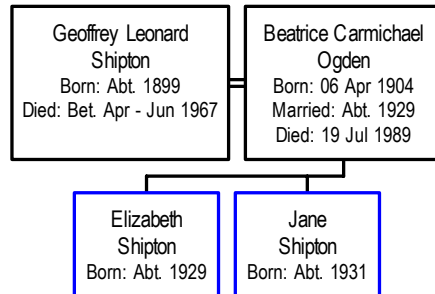 Geoffrey Leonard
Shipton
Born: Abt. 1899
Died: Bet. Apr - Jun 1967
Beatrice Carmichael
Ogden
Born: 06 Apr 1904
Married: Abt. 1929
Died: 19 Jul 1989
Elizabeth
Shipton
Born: Abt. 1929
Jane
Shipton
Born: Abt. 1931